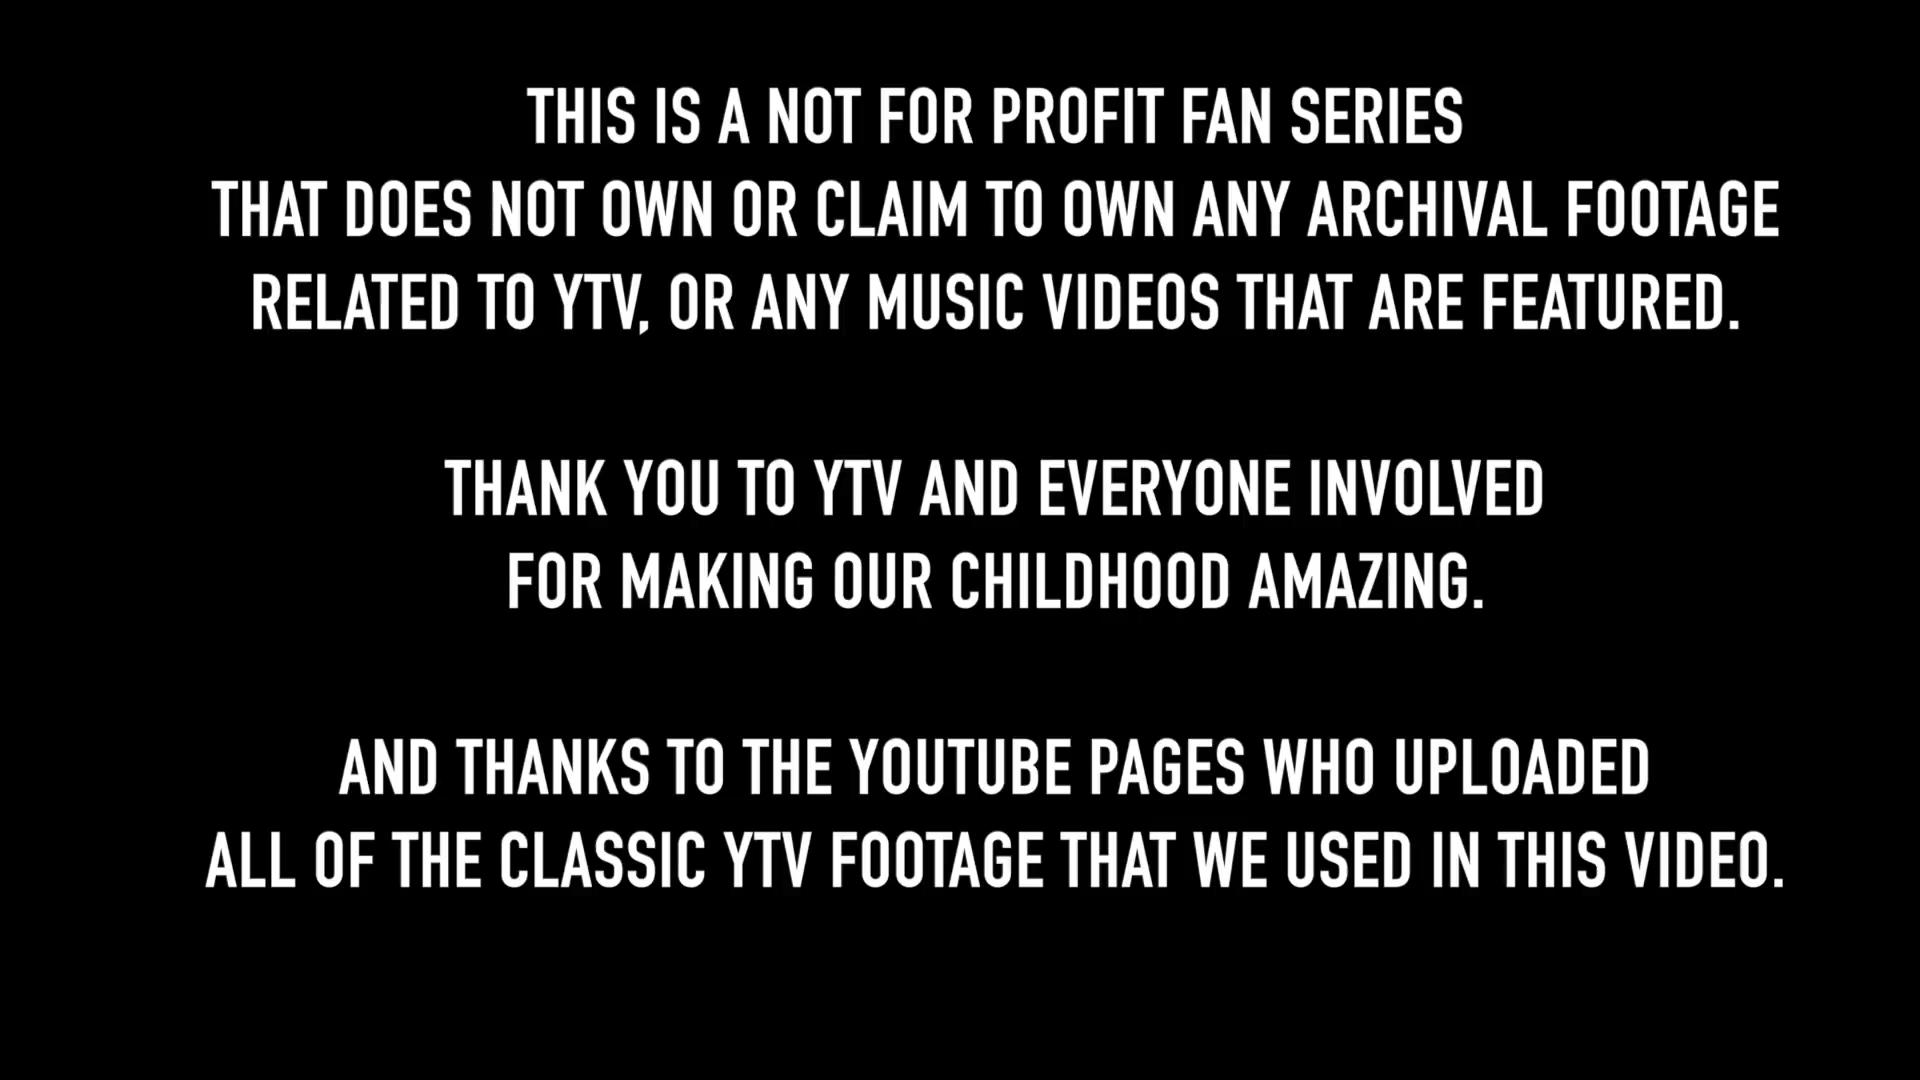 THIS IS A NOT FOR PROFIT FAN SERIES
THAT DOES NOT OWN OR CLAIM TO OWN ANY ARCHIVAL FOOTAGE
RELATED TO YTV, OR ANY MUSIC VIDEOS THAT ARE FEATURED.
THANK YOU TO YTV AND EVERYONE INVOLVED
FOR MAKING OUR CHILDHOOD AMAZING.
AND THANKS TO THE YOUTUBE PAGES WHO UPLOADED
ALL OF THE CLASSIC YTV FOOTAGE THAT WE USED IN THIS VIDEO.